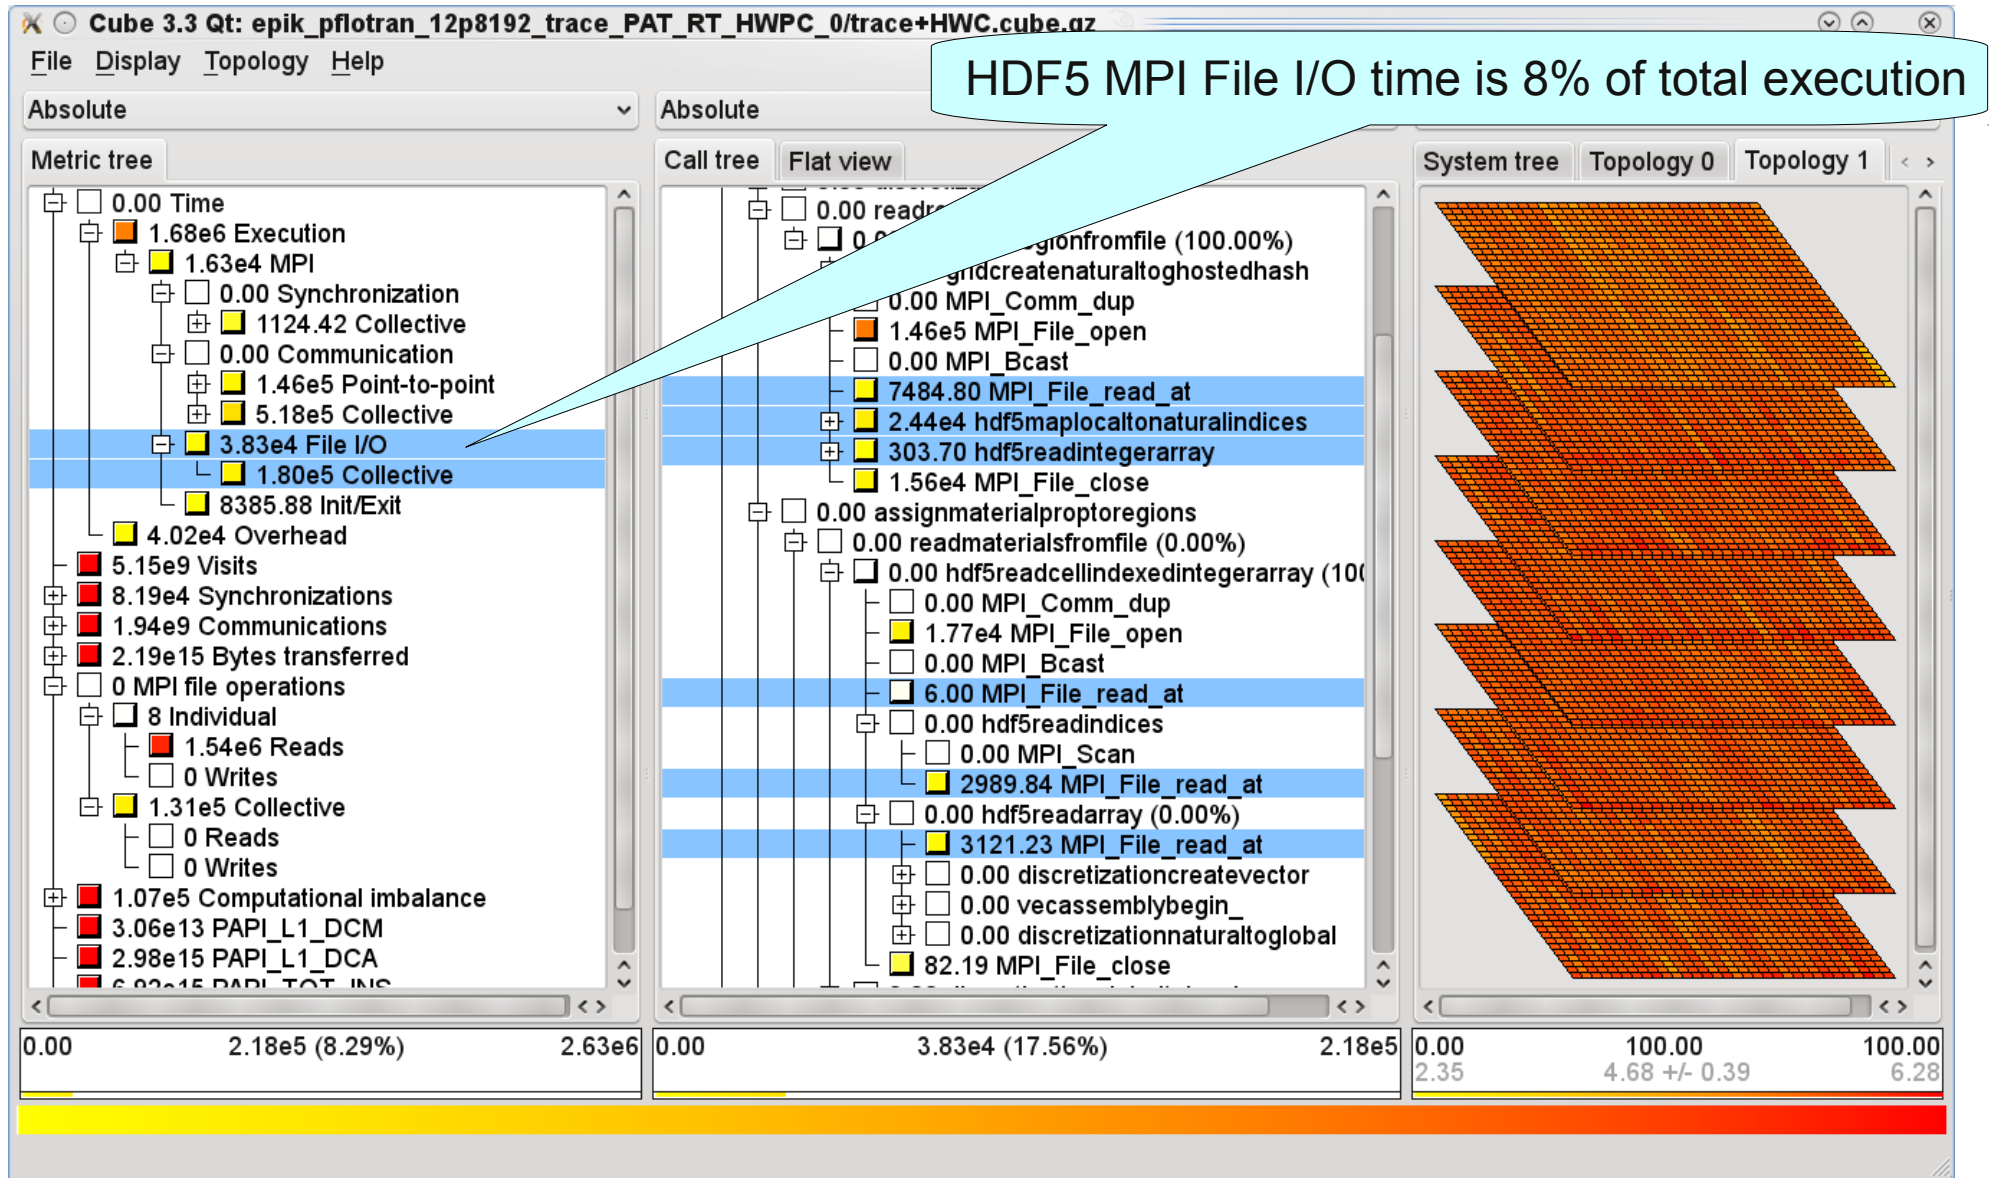 Cube 3.3 Qt: epik_pflotran_12p8192_trace_PAT_RT_HWPC_0/trace+HWC.cube.gz
File Display Topology Help
HDF5 MPI File I/O time is 8% of total execution
Absolute
Absolute
Metric tree
Call tree Flat view
System tree Topology 0 Topology 1
0.00 Time
1.68e6 Execution
1.63e4 MPI
0.00 Synchronization
1124.42 Collective
0.00 Communication
1.46e5 Point-to-point
5.18e5 Collective
3.83e4 File I/O
1.80e5 Collective
8385.88 Init/Exit
4.02e4 Overhead
5.15e9 Visits
8.19e4 Synchronizations
1.94e9 Communications
2.19e15 Bytes transferred
0 MPI file operations
8 Individual
1.54e6 Reads
0 Writes
1.31e5 Collective
0 Reads
0 Writes
1.07e5 Computational imbalance
3.06e13 PAPI_L1_DCM
2.98e15 PAPI_L1_DCA
6.92e15 PAPI_TOT_INS
0.00
(100.00%)
MPI_Comm_dup
0.00
1.46e5 MPI_File_open
0.00 MPI_Bcast
7484.80 MPI_File_read_at
2.44e4 hdf5maplocaltonaturalindices
303.70 hdf5readintegerarray
1.56e4 MPI_File_close
0.00 assignmaterialproptoregions
0.00 readmaterialsfromfile (0.00%)
0.00 hdf5readcellindexedintegerarray (100
0.00 MPI_Comm_dup
1.77e4 MPI_File_open
0.00 MPI_Bcast
6.00 MPI_File_read_at
0.00 hdf5readindices
0.00 MPI_Scan
2989.84 MPI_File_read_at
0.00 hdf5readarray (0.00%)
3121.23 MPI_File_read_at
0.00 discretizationcreatevector
0.00 vecassemblybegin_
0.00 discretizationnaturaltoglobal
82.19 MPI_File_close
0.00 2.18e5 (8.29%) 2.63e6
0.00 3.83e4 (17.56%) 2.18e5
0.00 100.00 100.00
2.35 4.68 +/- 0.39 6.28